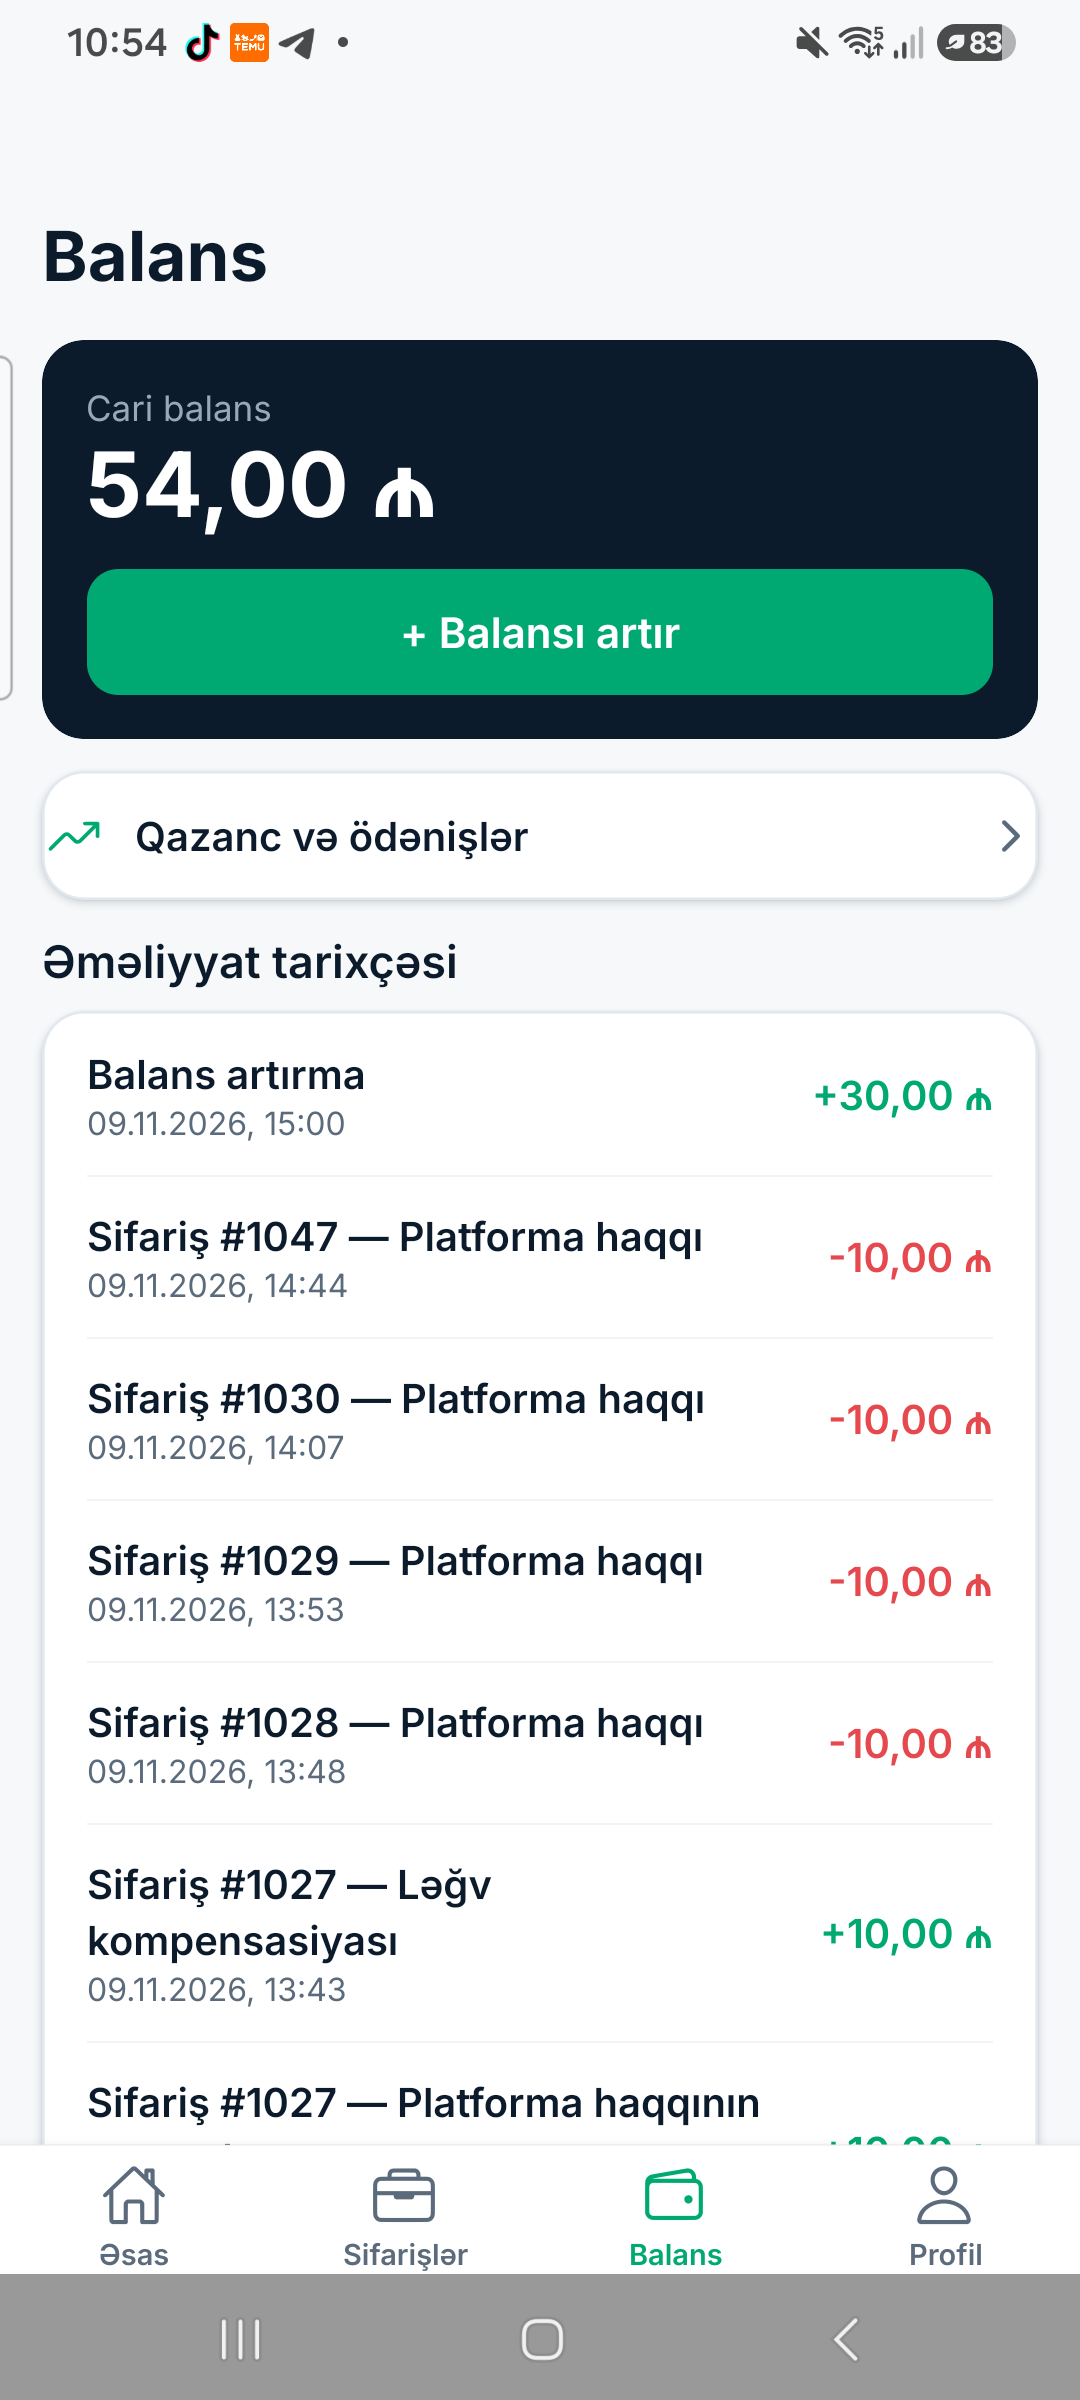 10:54
TEMU
5
83
Balans
Cari balans
54,00 ₼
+ Balansı artır
Qazanc və ödənişlər
Əməliyyat tarixçəsi
Balans artırma
+30,00 ₼
09.11.2026, 15:00
Sifariş #1047 — Platforma haqqı
-10,00 ₼
09.11.2026, 14:44
Sifariş #1030 — Platforma haqqı
-10,00 ₼
09.11.2026, 14:07
Sifariş #1029 — Platforma haqqı
-10,00 ₼
09.11.2026, 13:53
Sifariş #1028 — Platforma haqqı
-10,00 ₼
09.11.2026, 13:48
Sifariş #1027 — Ləğv
kompensasiyası
+10,00 ₼
09.11.2026, 13:43
Sifariş #1027 — Platforma haqqının
Əsas
Sifarişlər
Balans
Profil